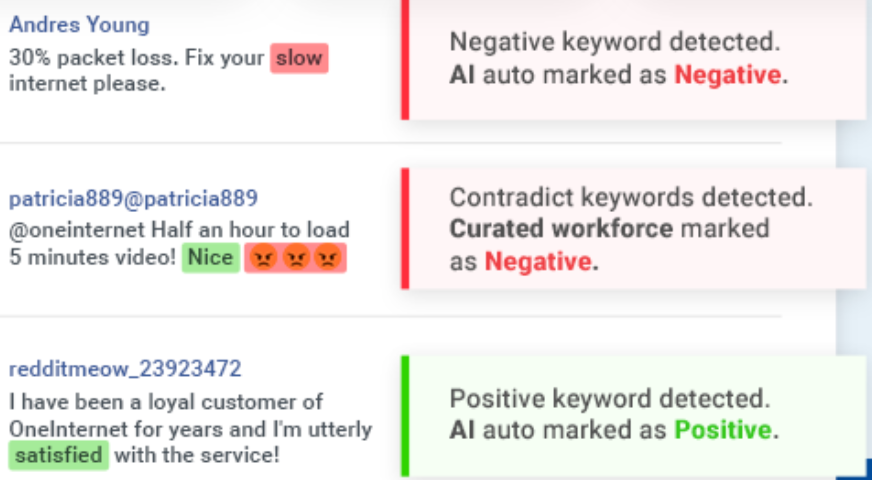 Andres Young
30% packet loss. Fix your slow
internet please.
Negative keyword detected.
AI auto marked as Negative.
patricia889@patricia889
@oneinternet Half an hour to load
5 minutes video! Nice 😡 😡 😡
Contradict keywords detected.
Curated workforce marked
as Negative.
redditmeow_23923472
I have been a loyal customer of
OneInternet for years and I'm utterly
satisfied with the service!
Positive keyword detected.
AI auto marked as Positive.